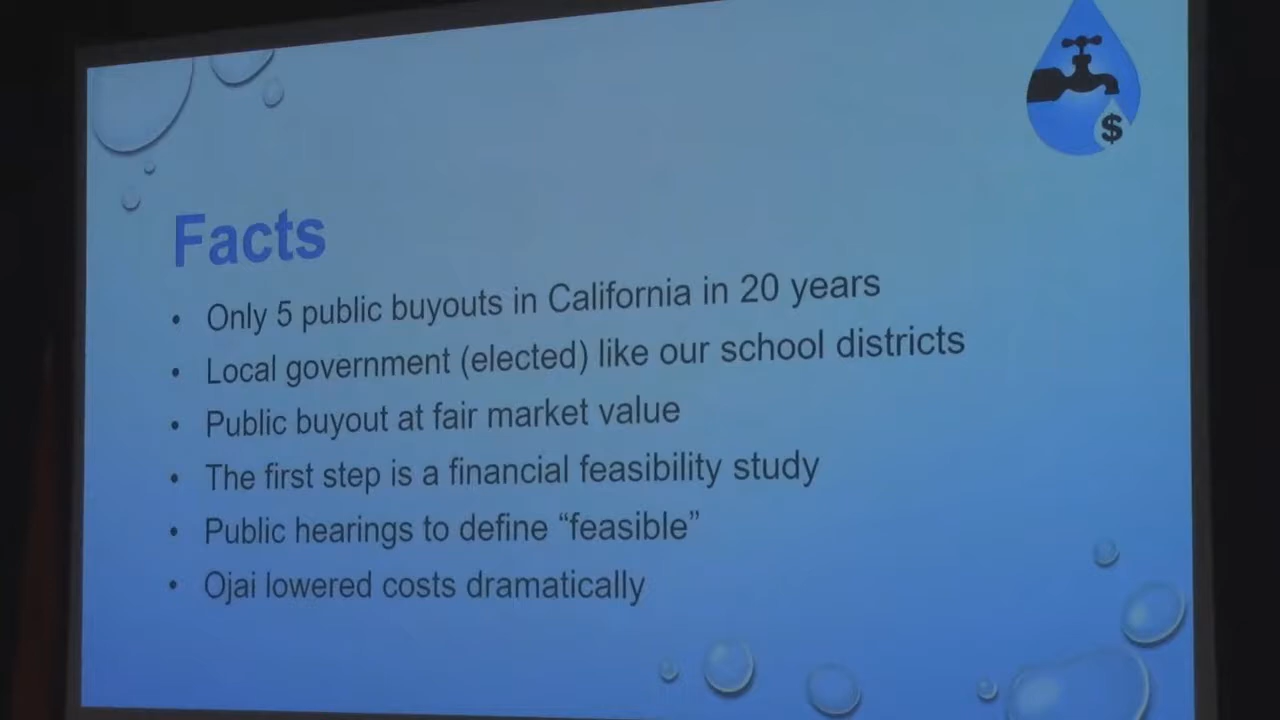 $
Facts
• Only 5 public buyouts in California in 20 years
• Local government (elected) like our school districts
• Public buyout at fair market value
• The first step is a financial feasibility study
• Public hearings to define “feasible”
• Ojai lowered costs dramatically